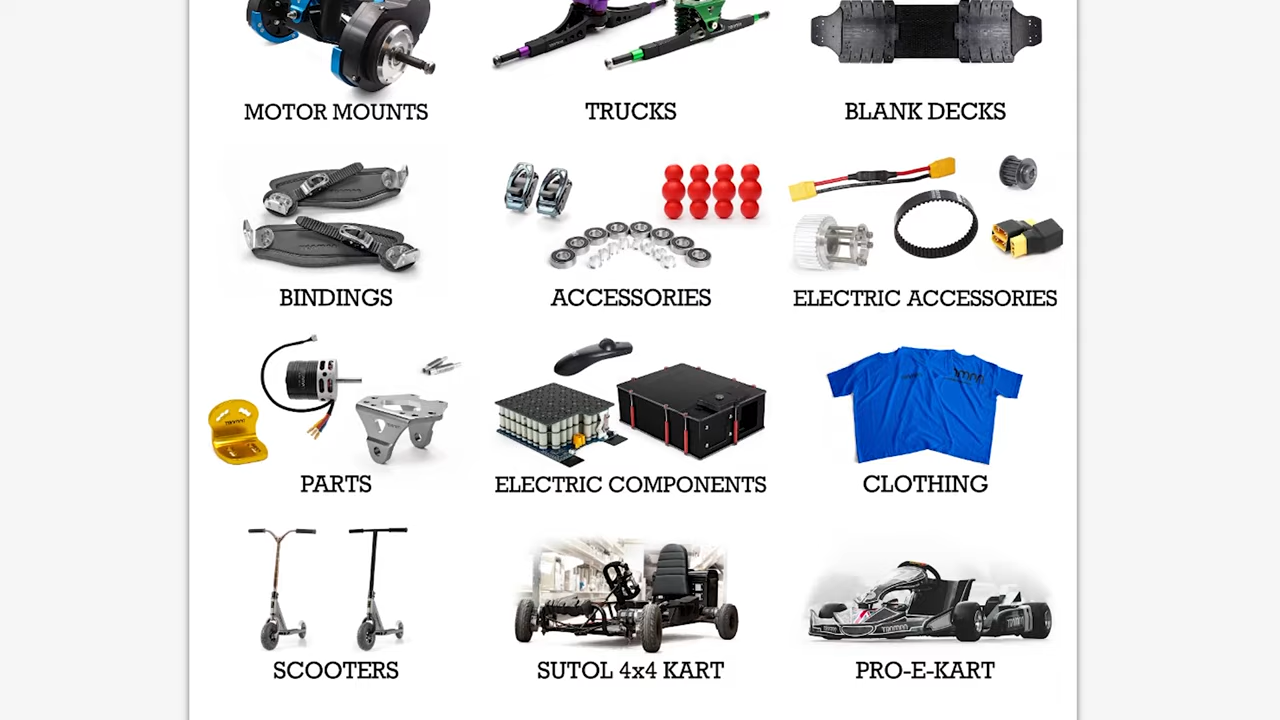 MOTOR MOUNTS
TRUCKS
BLANK DECKS
BINDINGS
ACCESSORIES
ELECTRIC ACCESSORIES
PARTS
ELECTRIC COMPONENTS
CLOTHING
SCOOTERS
SUTOL 4x4 KART
PRO-E-KART